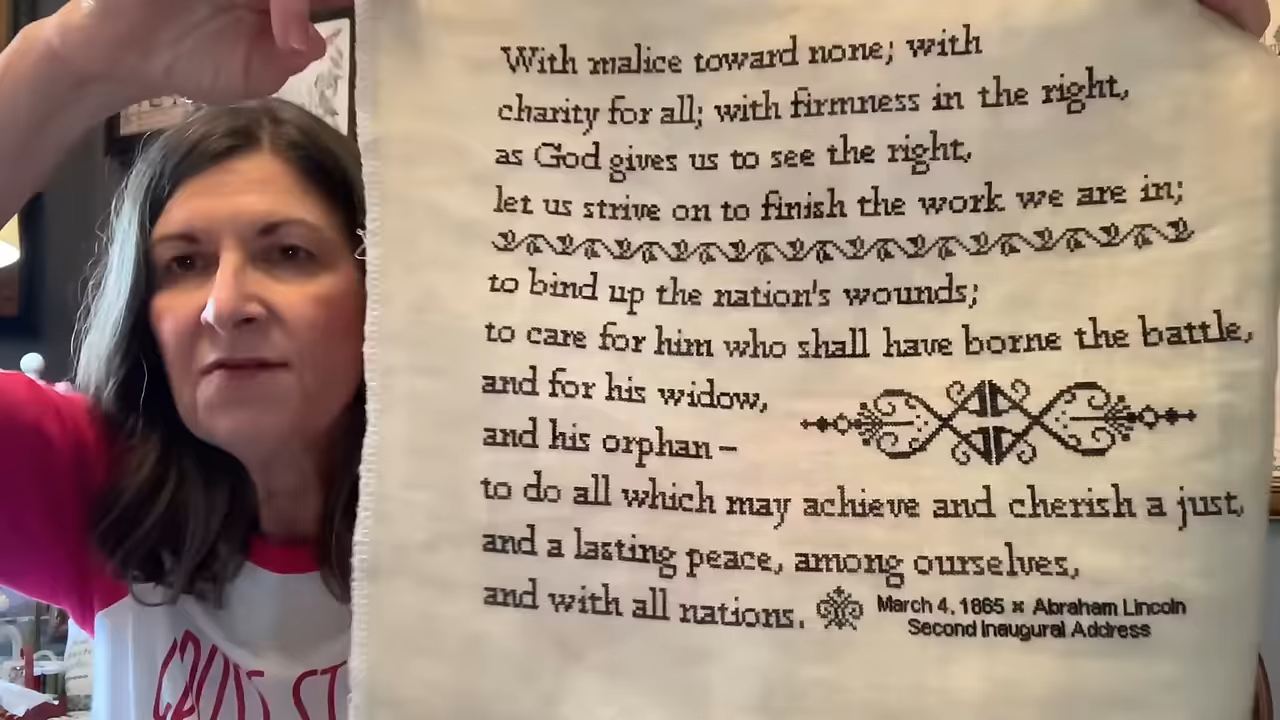 With malice toward none; with
charity for all; with firmness in the right,
as God gives us to see the right,
let us strive on to finish the work we are in;
to bind up the nation's wounds;
to care for him who shall have borne the battle,
and for his widow,
and his orphan –
to do all which may achieve and cherish a just,
and a lasting peace, among ourselves,
and with all nations.
March 4, 1865 ¤ Abraham Lincoln
Second Inaugural Address